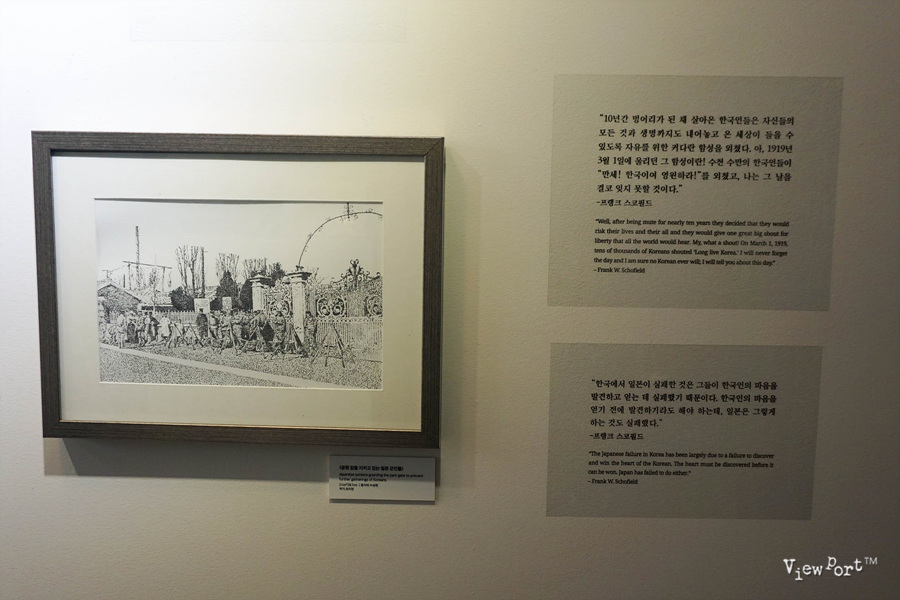 "10년간 벙어리가 된 채 살아온 한국인들은 자신들의
모든 것과 생명까지도 내어놓고 온 세상이 들을 수
있도록 자유를 위한 커다란 함성을 외쳤다. 아, 1919년
3월 1일에 울리던 그 함성이란! 수천 수만의 한국인들이
"만세! 한국이여 영원하라!"를 외쳤고, 나는 그 날을
결코 잊지 못할 것이다."
-프랭크 스코필드
"Well, after being mute for nearly ten years they decided that they would
risk their lives and their all and they would give one great big shout for
liberty that all the world would hear. My, what a shout! On March 1, 1919,
tens of thousands of Koreans shouted 'Long live Korea.' I will never forget
the day and I am sure no Korean ever will; I will tell you about this day."
- Frank W. Schofield
"한국에서 일본이 실패한 것은 그들이 한국인의 마음을
발견하고 얻는 데 실패했기 때문이다. 한국인의 마음을
얻기 전에 발견하기라도 해야 하는데, 일본은 그렇게
하는 것도 실패했다."
-프랭크 스코필드
"The Japanese failure in Korea has been largely due to a failure to discover
and win the heart of the Korean. The heart must be discovered before it
can be won. Japan has failed to do either."
- Frank W. Schofield
Japanese soldiers guarding the park gate to prevent
further gatherings of Koreans
View Port™